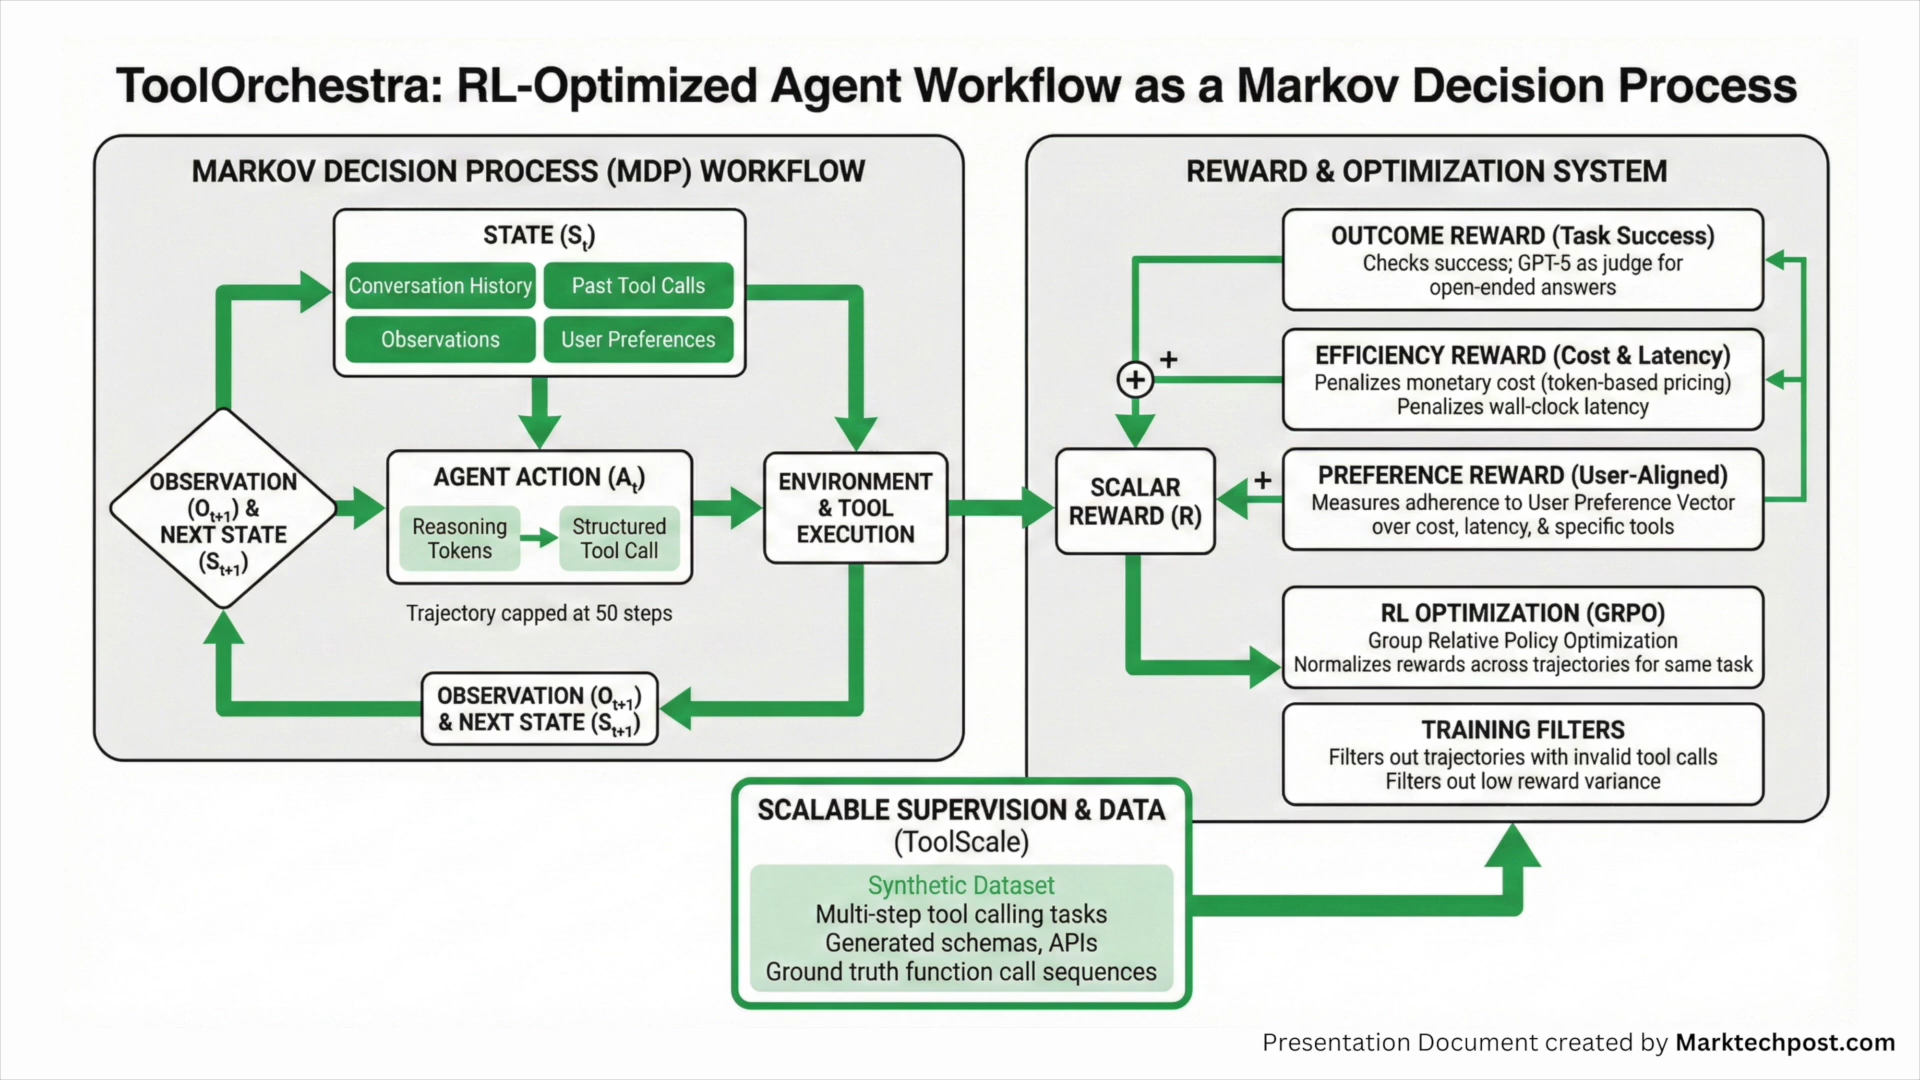 ToolOrchestra: RL-Optimized Agent Workflow as a Markov Decision Process
MARKOV DECISION PROCESS (MDP) WORKFLOW
STATE (St)
Conversation History
Past Tool Calls
Observations
User Preferences
OBSERVATION
(Ot+1) &
NEXT STATE
(St+1)
AGENT ACTION (At)
Reasoning
Tokens
Structured
Tool Call
Trajectory capped at 50 steps
ENVIRONMENT
& TOOL
EXECUTION
OBSERVATION (Ot+1)
& NEXT STATE (St+1)
REWARD & OPTIMIZATION SYSTEM
OUTCOME REWARD (Task Success)
Checks success; GPT-5 as judge for
open-ended answers
+
+
EFFICIENCY REWARD (Cost & Latency)
Penalizes monetary cost (token-based pricing)
Penalizes wall-clock latency
SCALAR
REWARD (R)
+
PREFERENCE REWARD (User-Aligned)
Measures adherence to User Preference Vector
over cost, latency, & specific tools
RL OPTIMIZATION (GRPO)
Group Relative Policy Optimization
Normalizes rewards across trajectories for same task
TRAINING FILTERS
Filters out trajectories with invalid tool calls
Filters out low reward variance
SCALABLE SUPERVISION & DATA
(ToolScale)
Synthetic Dataset
Multi-step tool calling tasks
Generated schemas, APIs
Ground truth function call sequences
Presentation Document created by Marktechpost.com